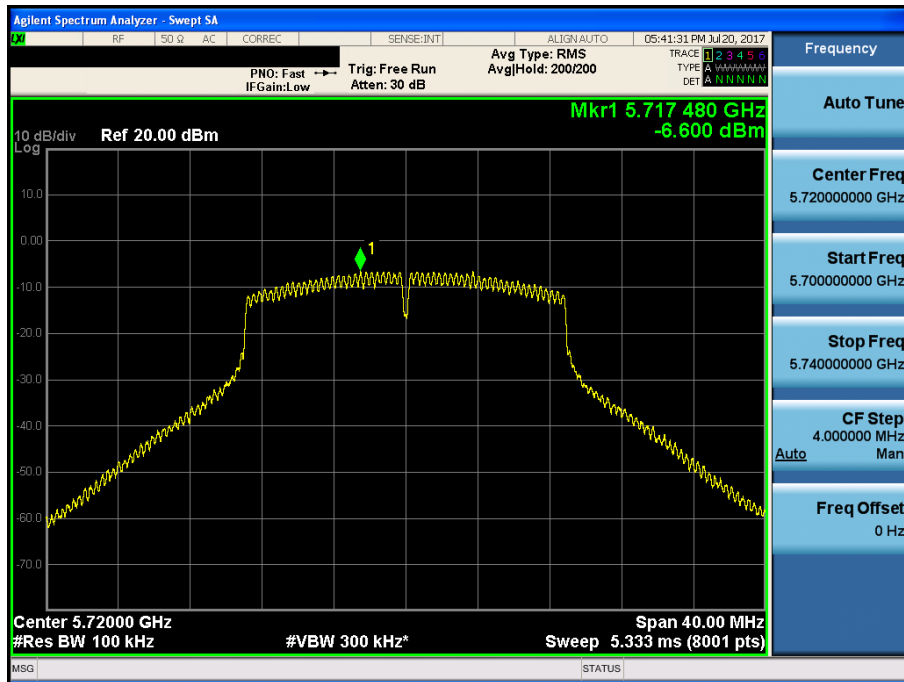 Agilent Spectrum Analyzer - Swept SA
LXI RF 50 Ω AC CORREC SENSE:INT ALIGN AUTO 05:41:31 PM Jul 20, 2017
PNO: Fast
IFGain:Low
Trig: Free Run
Atten: 30 dB
Avg Type: RMS
Avg|Hold: 200/200
TRACE 1 2 3 4 5 6
TYPE A WWWWW
DET A N N N N N
Mkr1 5.717 480 GHz
-6.600 dBm
10 dB/div Ref 20.00 dBm
Log
10.0
0.00
-10.0
-20.0
-30.0
-40.0
-50.0
-60.0
-70.0
1
Center 5.72000 GHz Span 40.00 MHz
#Res BW 100 kHz #VBW 300 kHz* Sweep 5.333 ms (8001 pts)
MSG STATUS
Frequency
Auto Tune
Center Freq
5.720000000 GHz
Start Freq
5.700000000 GHz
Stop Freq
5.740000000 GHz
CF Step
4.000000 MHz
Auto Man
Freq Offset
0 Hz